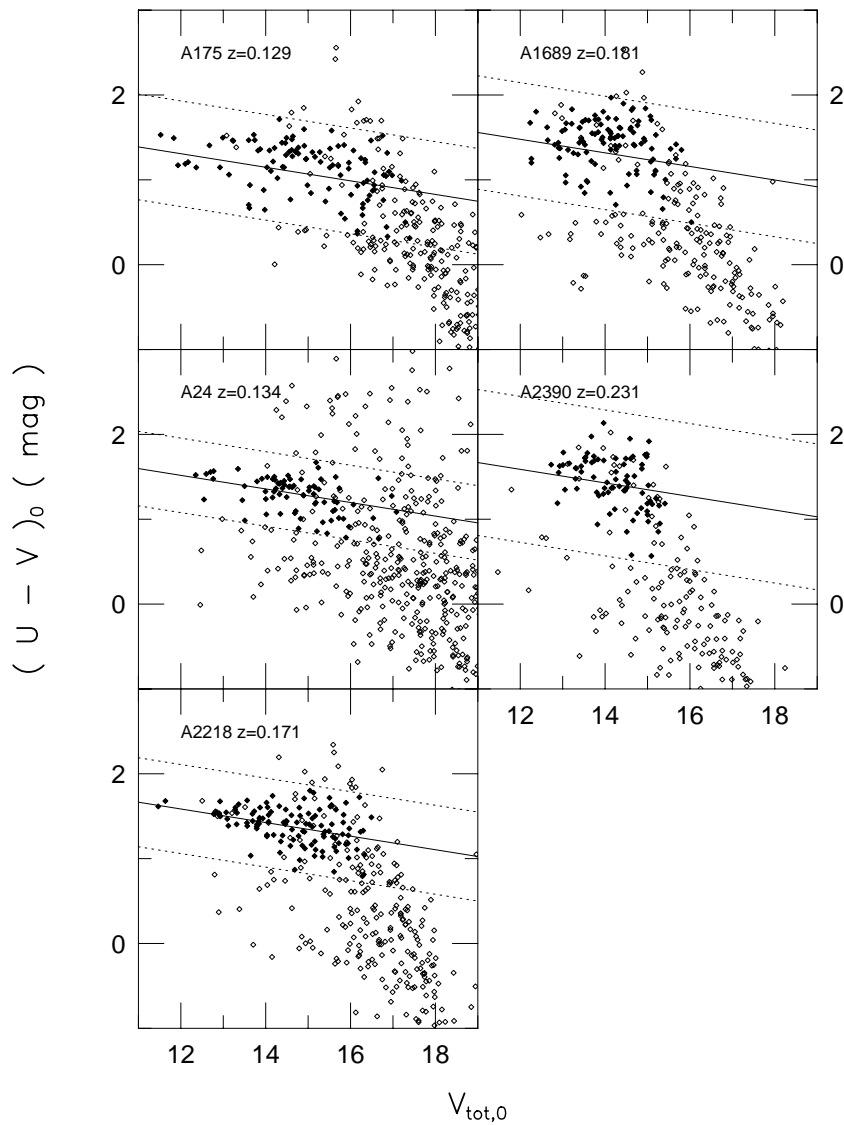 A175 z=0.129
A1689 z=0.181
2
2
0
0
A24 z=0.134
A2390 z=0.231
2
2
0
0
( U − V )₀ ( mag )
12 14 16 18
A2218 z=0.171
2
0
12 14 16 18
V_tot,0